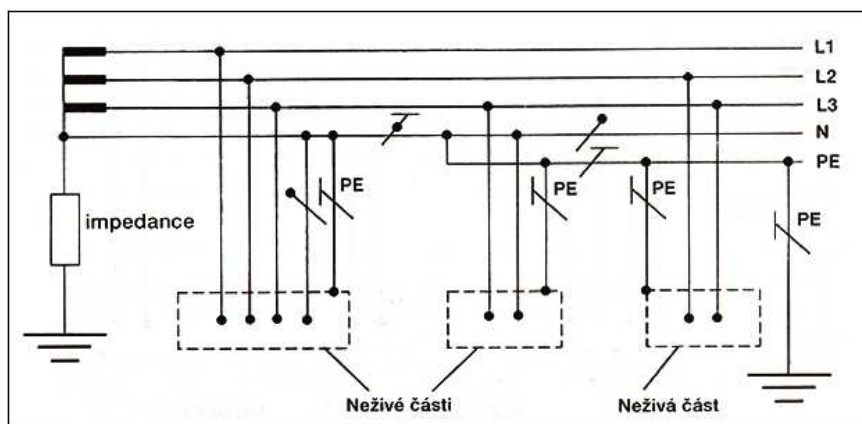 L1
L2
L3
N
PE
PE
PE
PE
PE
impedance
Neživé části
Neživá část